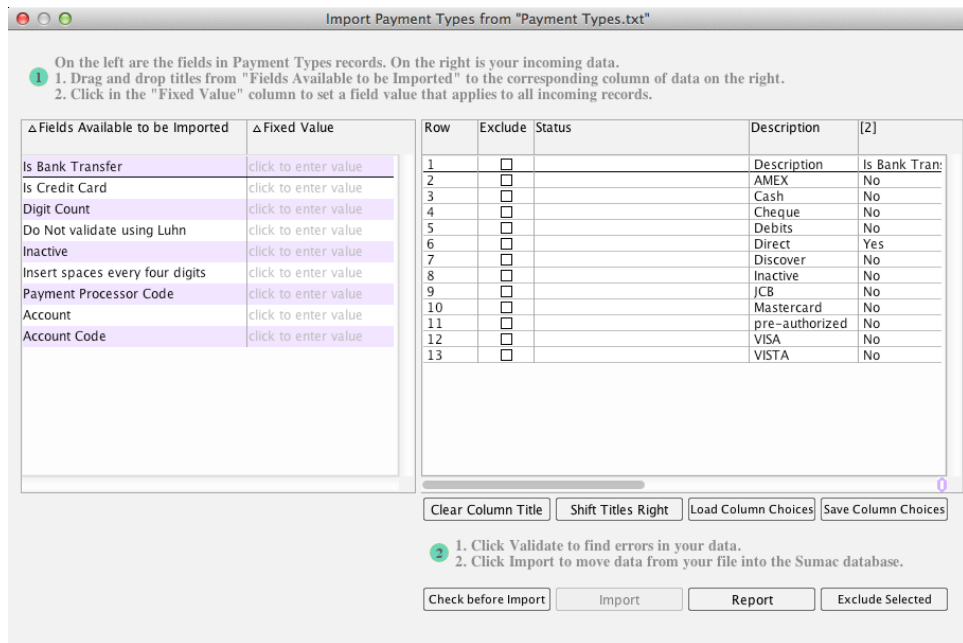 Import Payment Types from "Payment Types.txt"
On the left are the fields in Payment Types records. On the right is your incoming data.
1 1. Drag and drop titles from "Fields Available to be Imported" to the corresponding column of data on the right.
2. Click in the "Fixed Value" column to set a field value that applies to all incoming records.
Fields Available to be Imported Fixed Value
Is Bank Transfer click to enter value
Is Credit Card click to enter value
Digit Count click to enter value
Do Not validate using Luhn click to enter value
Inactive click to enter value
Insert spaces every four digits click to enter value
Payment Processor Code click to enter value
Account click to enter value
Account Code click to enter value
Row Exclude Status Description [2]
1 Description Is Bank Trans
2 AMEX No
3 Cash No
4 Cheque No
5 Debits No
6 Direct Yes
7 Discover No
8 Inactive No
9 JCB No
10 Mastercard No
11 pre-authorized No
12 VISA No
13 VISTA No
Clear Column Title Shift Titles Right Load Column Choices Save Column Choices
2 1. Click Validate to find errors in your data.
2. Click Import to move data from your file into the Sumac database.
Check before Import Import Report Exclude Selected